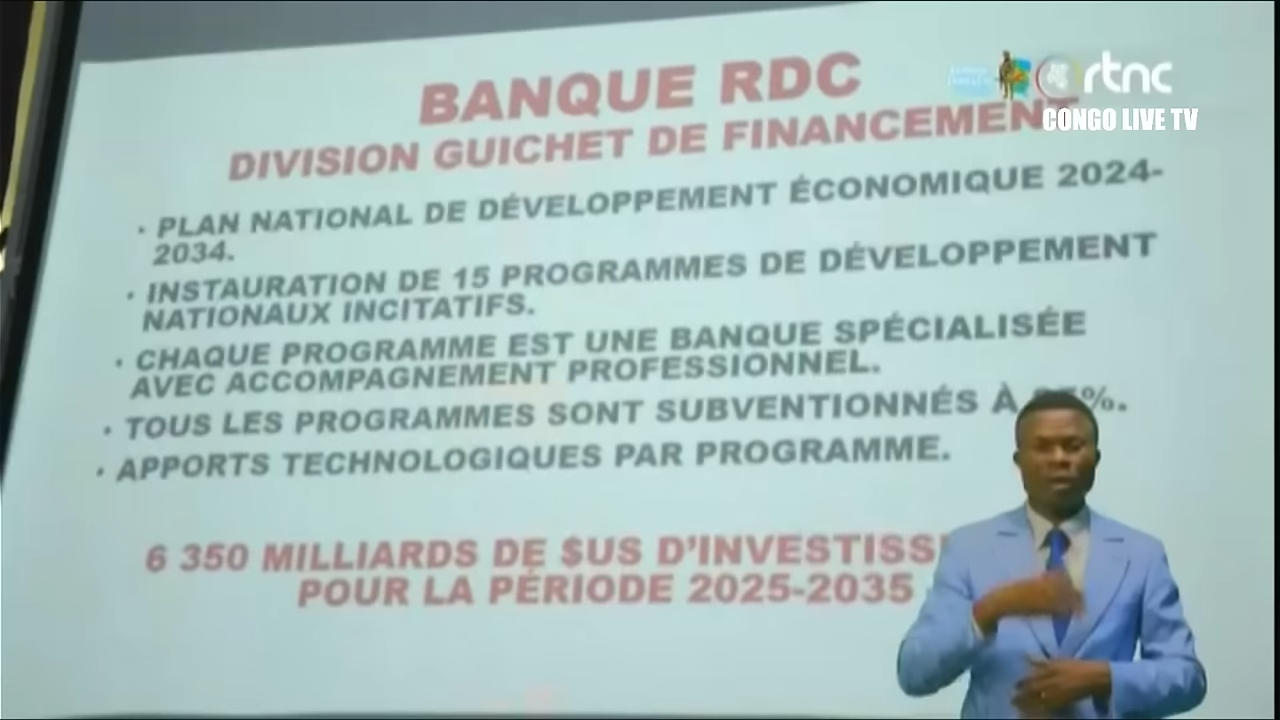 rtnc
CONGO LIVE TV
BANQUE RDC
DIVISION GUICHET DE FINANCEMENT
· PLAN NATIONAL DE DÉVELOPPEMENT ÉCONOMIQUE 2024-
2034.
· INSTAURATION DE 15 PROGRAMMES DE DÉVELOPPEMENT
NATIONAUX INCITATIFS.
· CHAQUE PROGRAMME EST UNE BANQUE SPÉCIALISÉE
AVEC ACCOMPAGNEMENT PROFESSIONNEL.
· TOUS LES PROGRAMMES SONT SUBVENTIONNÉS À
· APPORTS TECHNOLOGIQUES PAR PROGRAMME.
6 350 MILLIARDS DE $US D'INVESTISS
POUR LA PÉRIODE 2025-2035